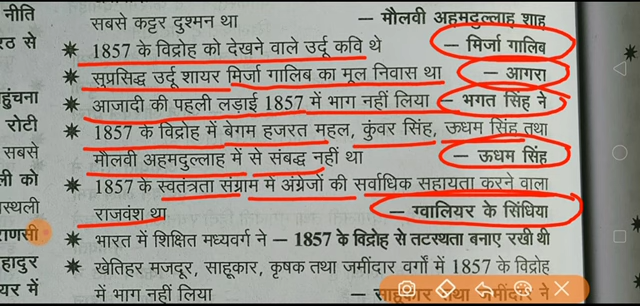 नीति
सबसे कट्टर दुश्मन था — मौलवी अहमदुल्लाह शाह
रठ से
✷ 1857 के विद्रोह को देखने वाले उर्दू कवि थे — मिर्जा गालिब
✷ सुप्रसिद्ध उर्दू शायर मिर्जा गालिब का मूल निवास था — आगरा
हुंचना ✷ आजादी की पहली लड़ाई 1857 में भाग नहीं लिया — भगत सिंह ने
रोटी ✷ 1857 के विद्रोह में बेगम हजरत महल, कुंवर सिंह, ऊधम सिंह तथा
सबसे मौलवी अहमदुल्लाह में से संबद्ध नहीं था — ऊधम सिंह
ली को ✷ 1857 के स्वतंत्रता संग्राम में अंग्रेजों की सर्वाधिक सहायता करने वाला
स्थली राजवंश था — ग्वालियर के सिंधिया
णसी ✷ भारत में शिक्षित मध्यवर्ग ने — 1857 के विद्रोह से तटस्थता बनाए रखी थी
हादुर ✷ खेतिहर मजदूर, साहूकार, कृषक तथा जमींदार वर्गों में 1857 के विद्रोह
यर में में भाग नहीं लिया —